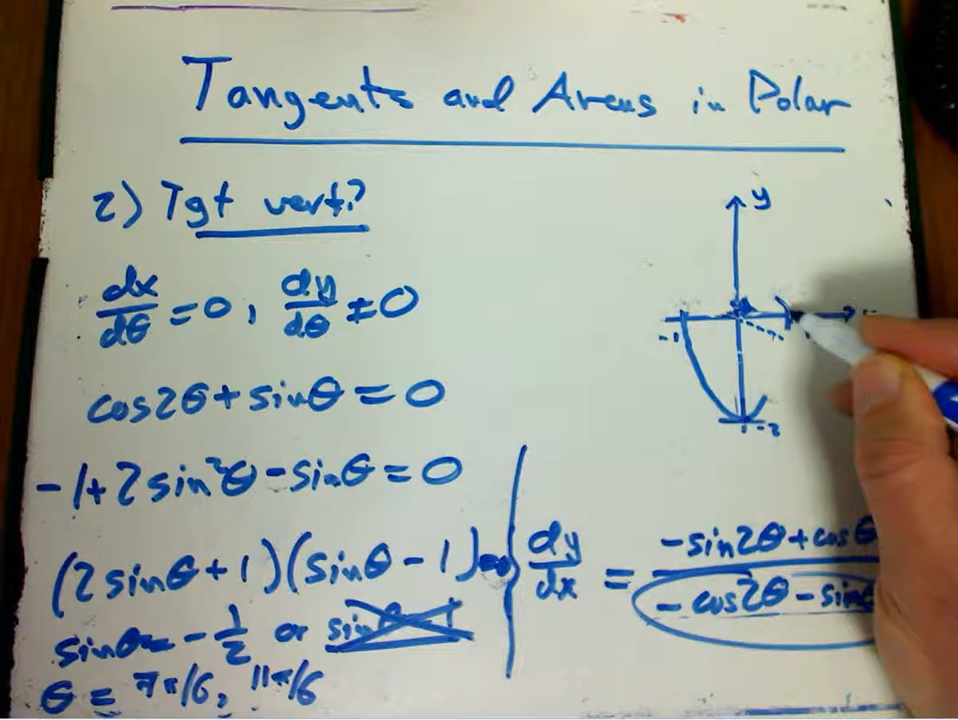 Tangents and Areas in Polar
2) Tgt vert?
dx/dθ = 0, dy/dθ ≠ 0
cos2θ + sinθ = 0
-1 + 2sin²θ - sinθ = 0
(2sinθ + 1)(sinθ - 1) = 0
sinθ = -1/2 or
θ = 7π/6, 11π/6
y
-1
-2
dy/dx = -sin2θ + cosθ / -cos2θ - sinθ